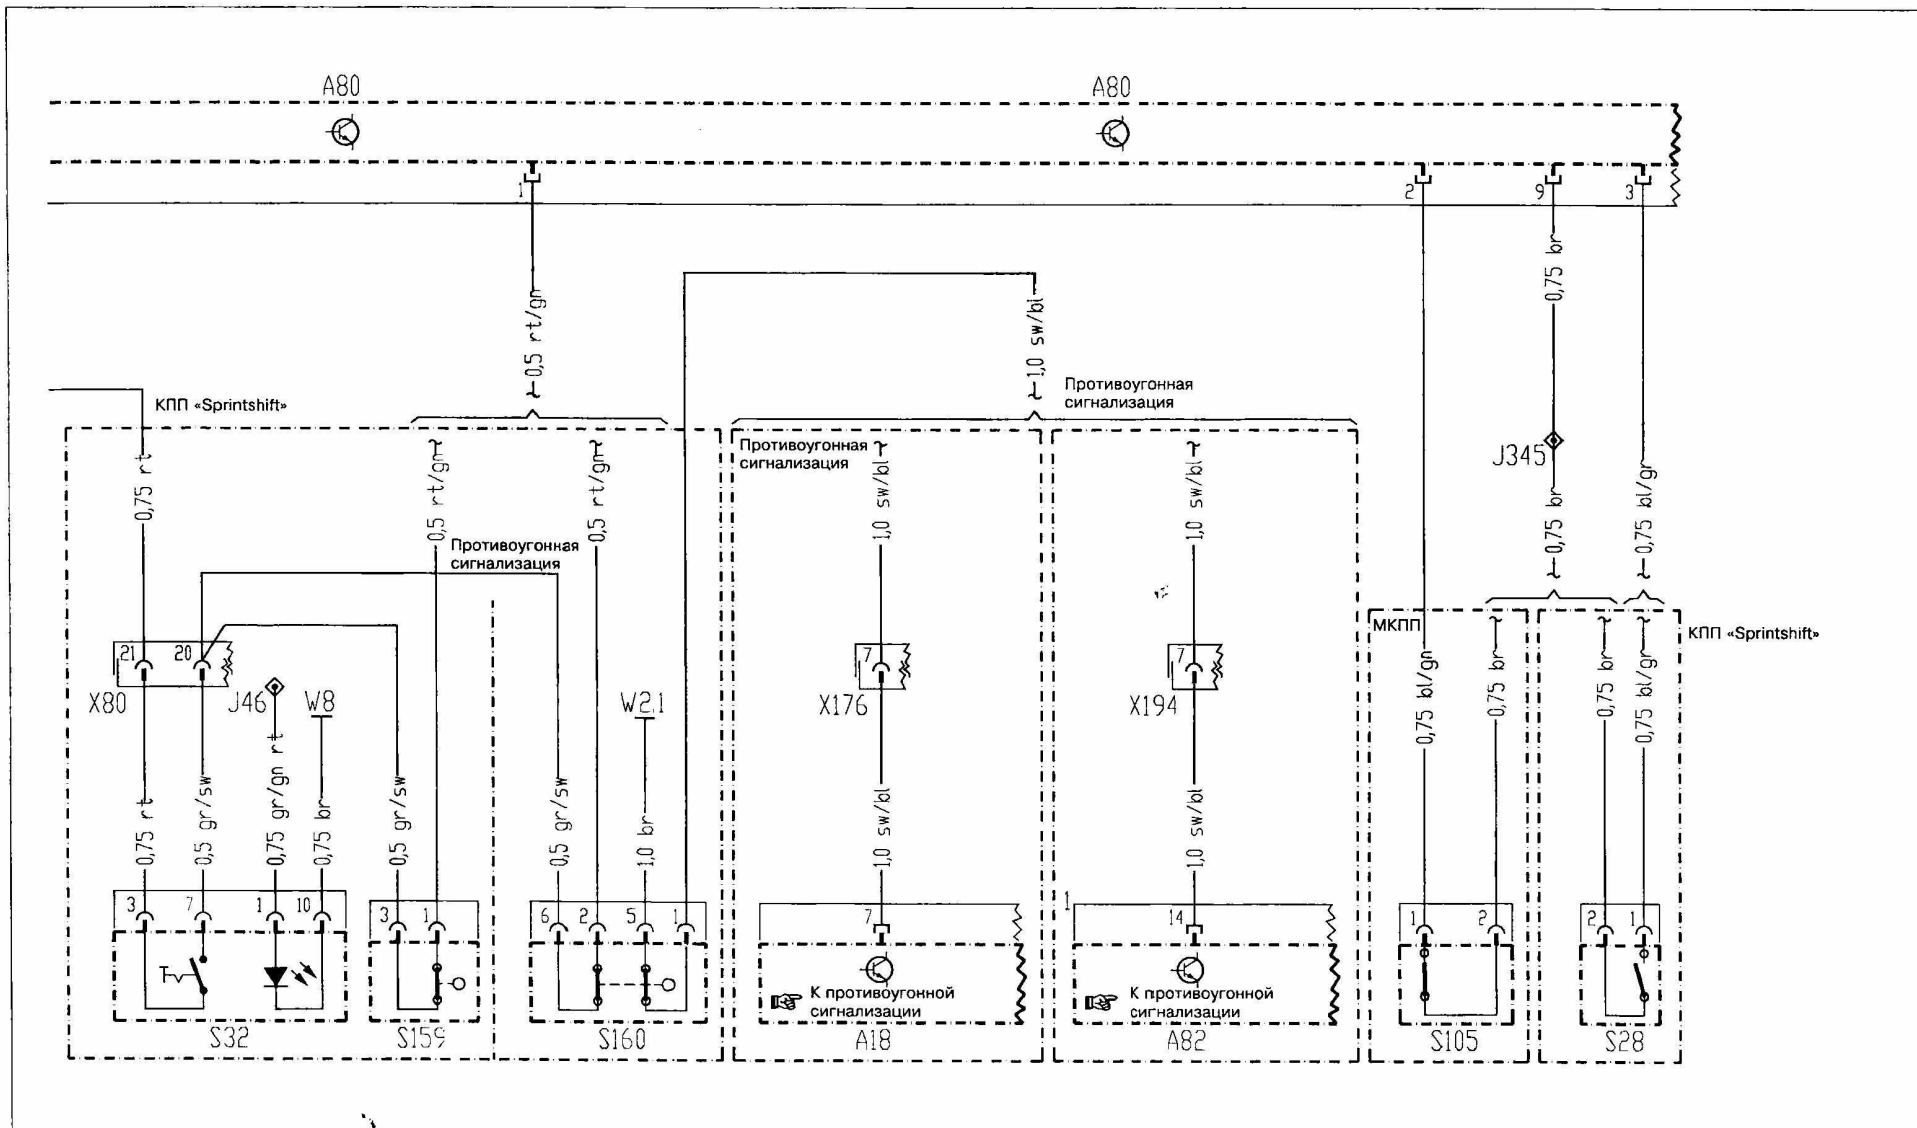 A80
A80
1
2
9
3
0,5 rt/gn
1,0 sw/bl
0,75 br
КПП «Sprintshift»
Противоугонная
сигнализация
Противоугонная
сигнализация
J345
0,75 rt
0,5 rt/gn
0,5 rt/gn
1,0 sw/bl
1,0 sw/bl
0,75 br
0,75 bl/gr
Противоугонная
сигнализация
МКПП
КПП «Sprintshift»
21
20
7
7
X80
J46
W8
W2.1
X176
X194
0,75 bl/gn
0,75 br
0,75 br
0,75 bl/gr
0,75 rt
0,5 gr/sw
0,75 gr/gn rt
0,75 br
0,5 gr/sw
0,5 gr/sw
1,0 br
1,0 sw/bl
1,0 sw/bl
3
7
1
10
3
1
6
2
5
1
7
1
14
1
2
2
1
К противоугонной
сигнализации
К противоугонной
сигнализации
S32
S159
S160
A18
A82
S105
S28